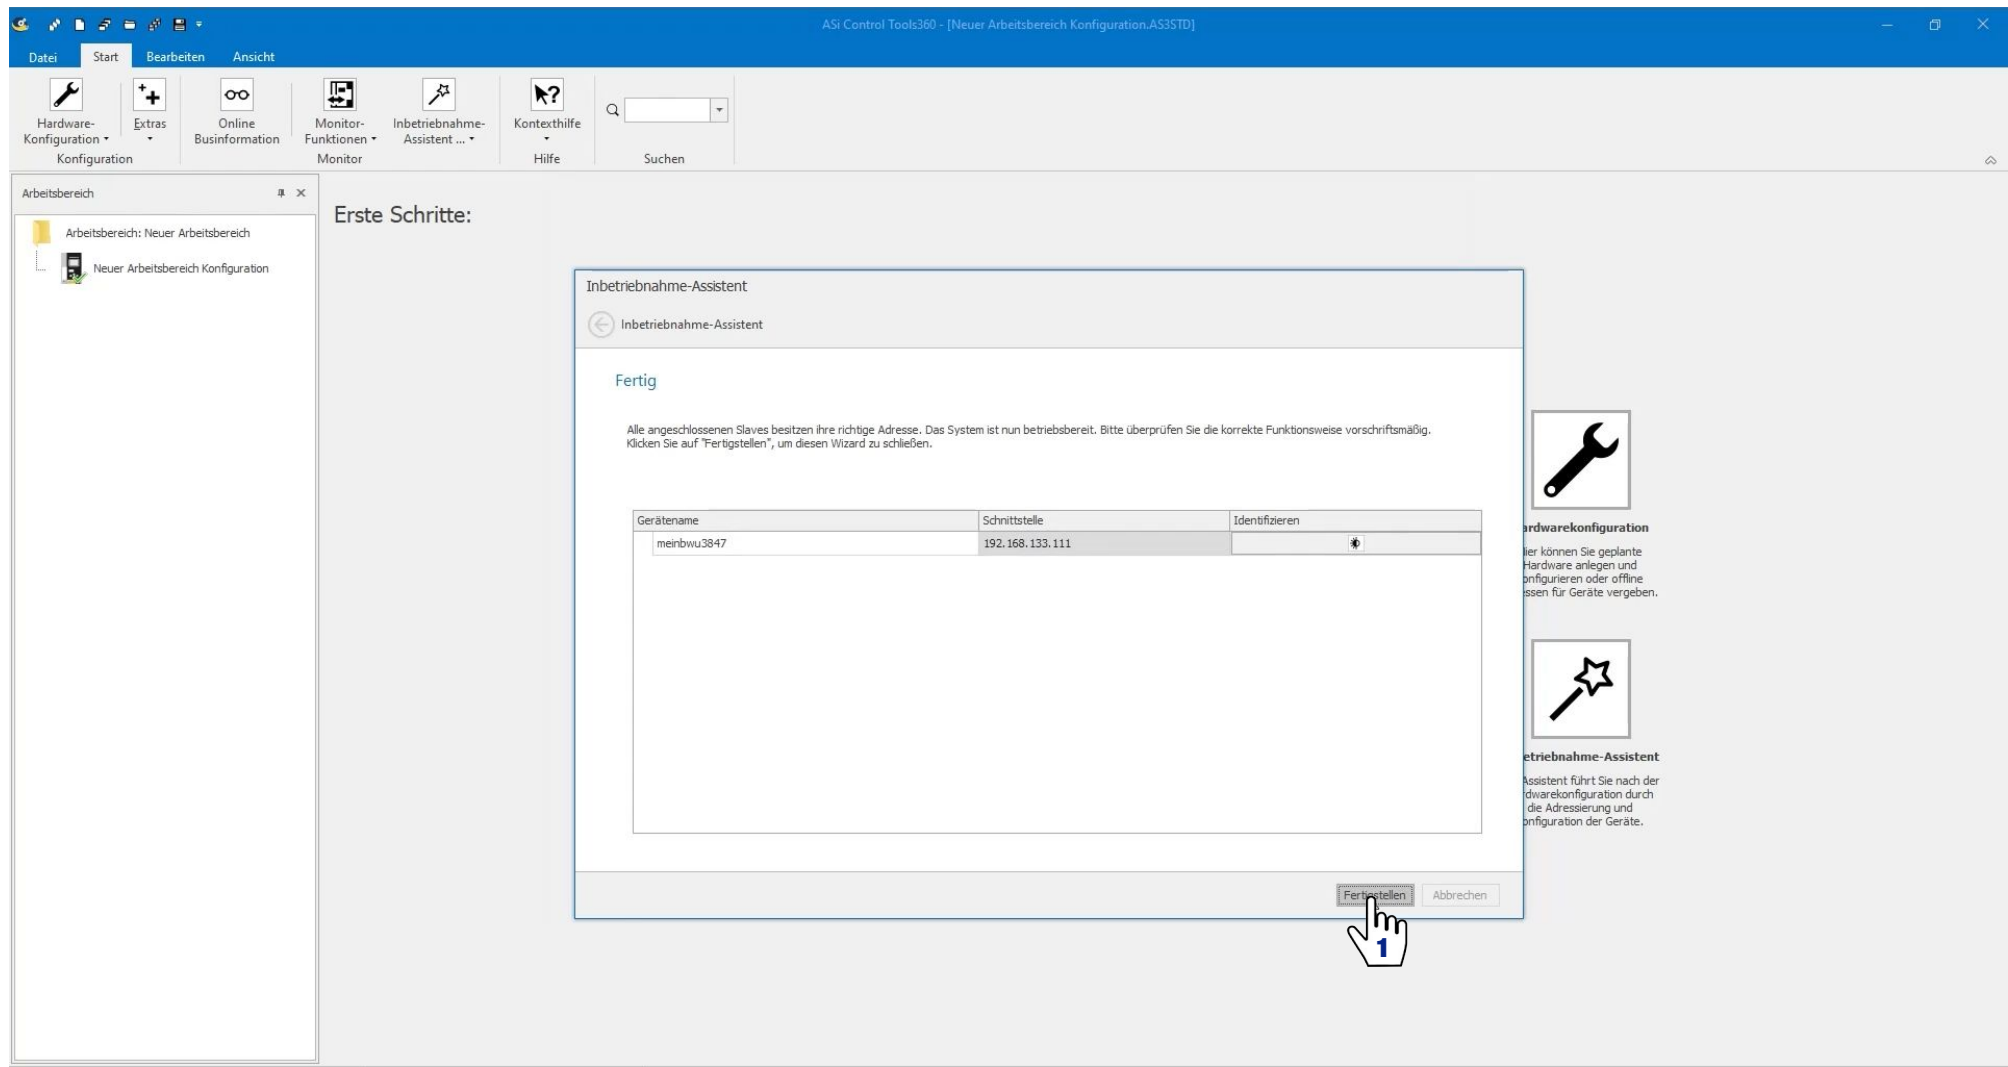 ASi Control Tools360 - [Neuer Arbeitsbereich Konfiguration.AS3STD]
Datei Start Bearbeiten Ansicht
Hardware-
Konfiguration
Extras
Konfiguration
Online
Businformation
Monitor-
Funktionen
Inbetriebnahme-
Assistent ...
Monitor
Kontexthilfe
Hilfe
Suchen
Arbeitsbereich
Arbeitsbereich: Neuer Arbeitsbereich
Neuer Arbeitsbereich Konfiguration
Erste Schritte:
Inbetriebnahme-Assistent
Inbetriebnahme-Assistent
Fertig
Alle angeschlossenen Slaves besitzen ihre richtige Adresse. Das System ist nun betriebsbereit. Bitte überprüfen Sie die korrekte Funktionsweise vorschriftsmäßig.
Klicken Sie auf "Fertigstellen", um diesen Wizard zu schließen.
Gerätename Schnittstelle Identifizieren
meinbwu3847 192.168.133.111
Fertigstellen Abbrechen
1
ardwarekonfiguration
ier können Sie geplante
Hardware anlegen und
onfigurieren oder offline
ssen für Geräte vergeben.
etriebnahme-Assistent
Assistent führt Sie nach der
dwarekonfiguration durch
die Adressierung und
onfiguration der Geräte.